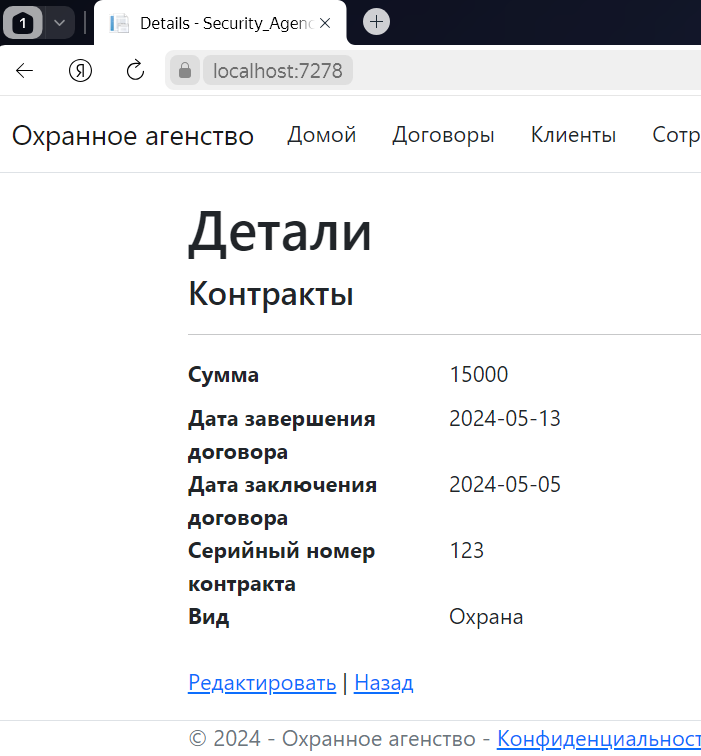 1
Details - Security_Agenc
Я
localhost:7278
Охранное агенство Домой Договоры Клиенты Сотр
Детали
Контракты
Сумма 15000
Дата завершения 2024-05-13
договора
Дата заключения 2024-05-05
договора
Серийный номер 123
контракта
Вид Охрана
Редактировать | Назад
© 2024 - Охранное агенство - Конфиденциальност